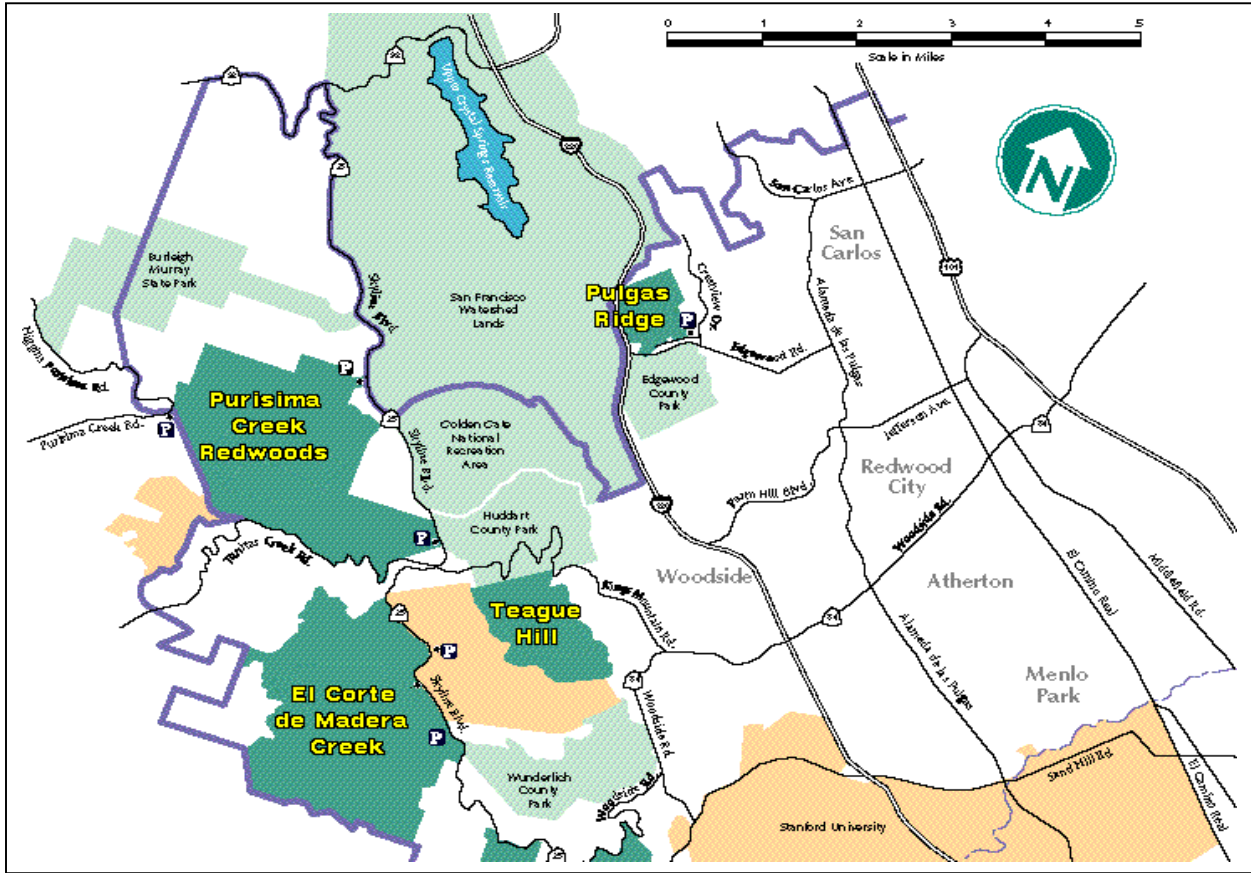 0 1 2 3 4 5
Scale in Miles
92
92
Upper Crystal Springs Reservoir
280
N
35
San Carlos Ave.
San
Carlos
101
Burleigh
Murray
State Park
Skyline Blvd.
San Francisco
Watershed
Lands
Pulgas
Ridge
P
Crestview Dr.
Edgewood Rd.
Alameda de las Pulgas
Higgins Purisima Rd.
P
Edgewood
County
Park
Purisima
Creek
Redwoods
35
Purisima Creek Rd.
P
Skyline Blvd.
Golden Gate
National
Recreation
Area
Jefferson Ave.
84
Redwood
City
Farm Hill Blvd.
280
Woodside Rd.
Huddart
County Park
P
Tunitas Creek Rd.
Woodside
Atherton
El Camino Real
Middlefield Rd.
Kings Mountain Rd.
35
Teague
Hill
84
P
Alameda de las Pulgas
Menlo
Park
El Corte
de Madera
Creek
Skyline Blvd.
84
Woodside Rd.
P
Sand Hill Rd.
El Camino Real
Wunderlich
County
Park
Woodside Rd.
Stanford University
35